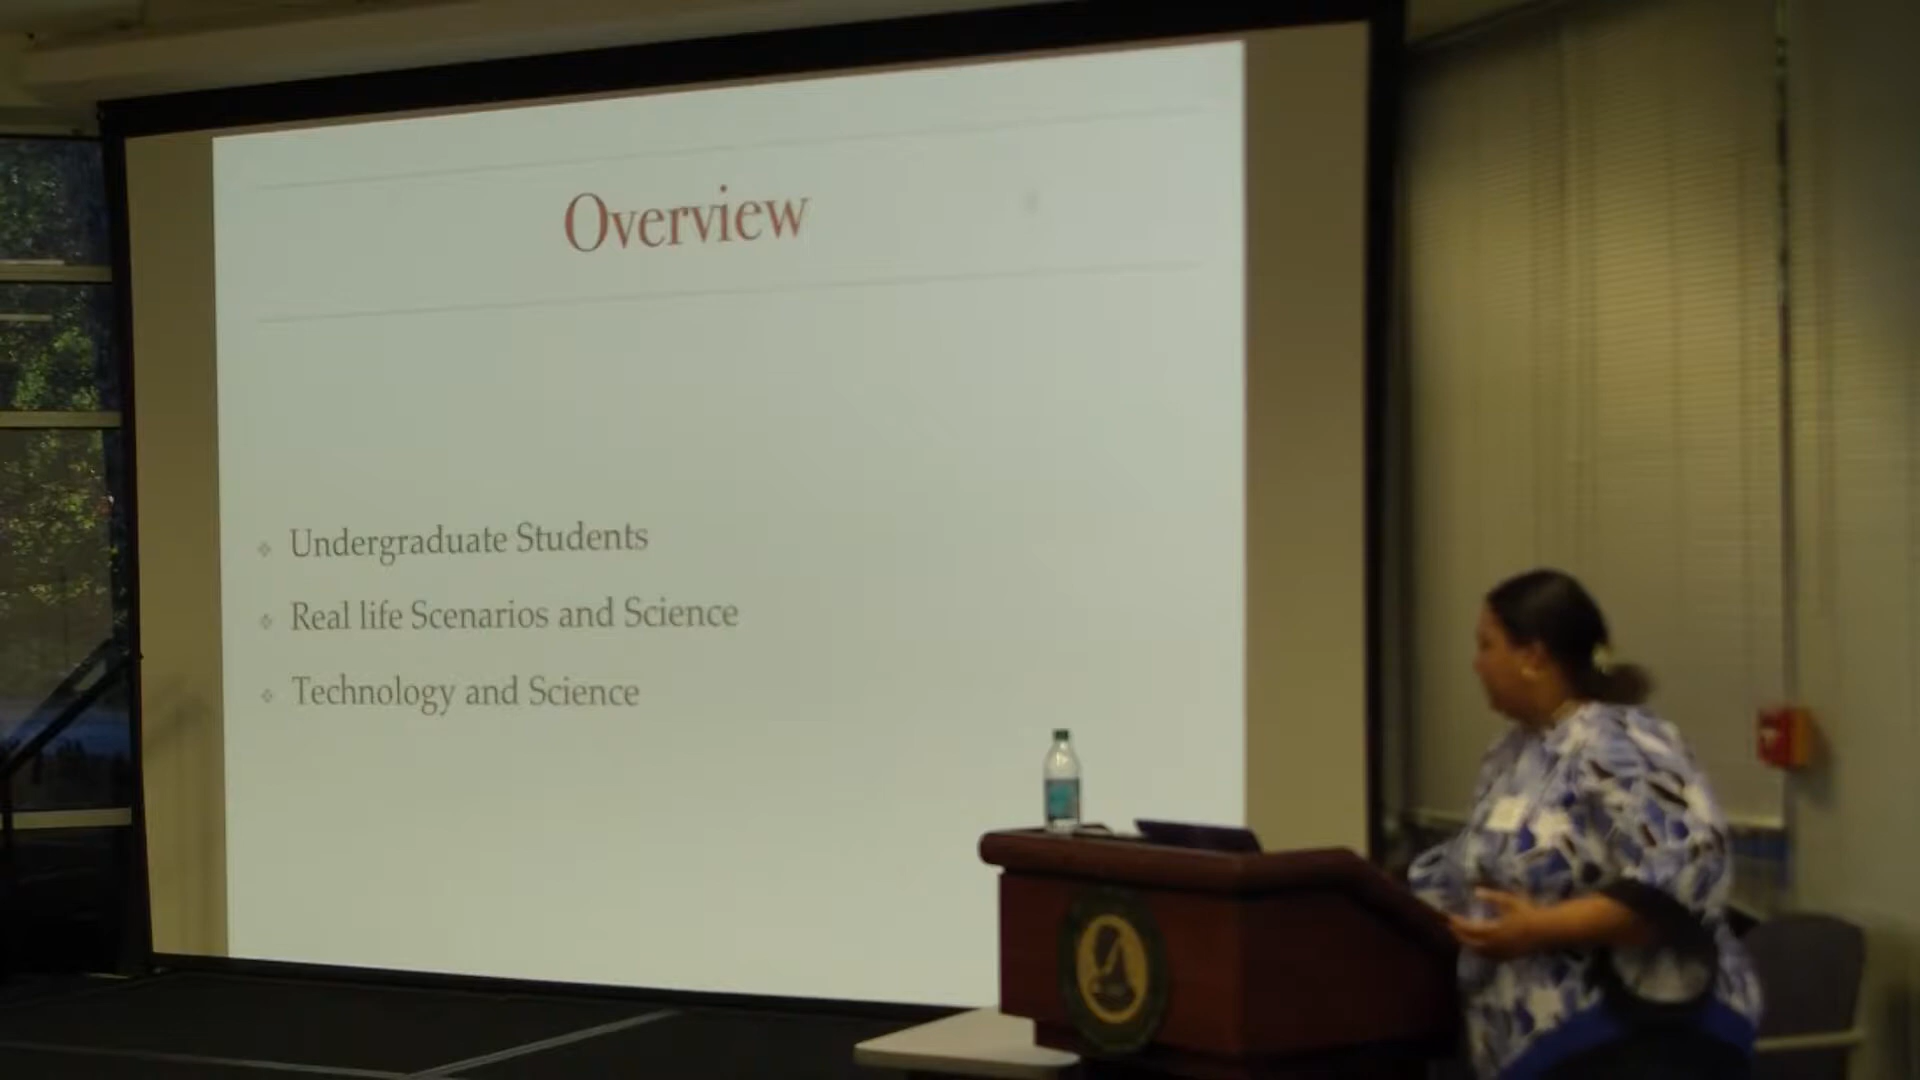 Overview
Undergraduate Students
Real life Scenarios and Science
Technology and Science